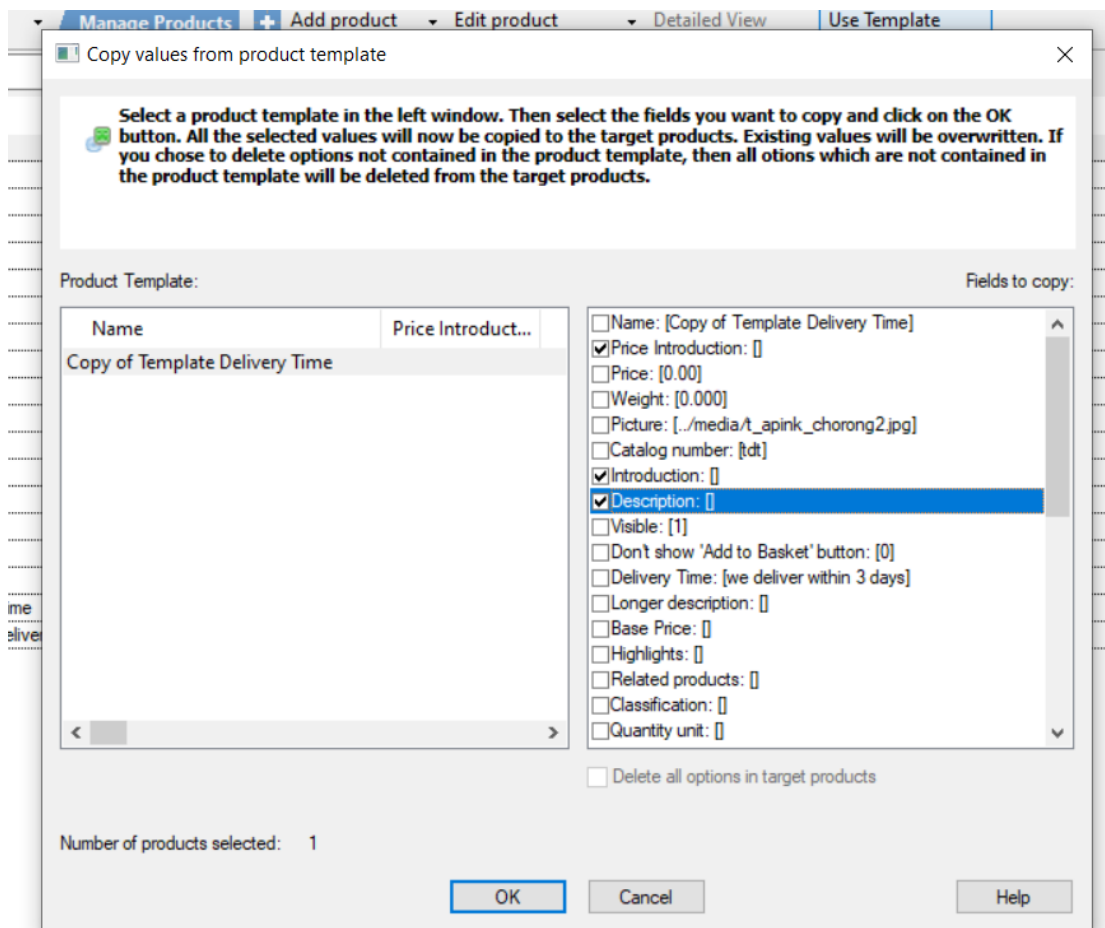 Manage Products Add product Edit product Detailed View Use Template
Copy values from product template
Select a product template in the left window. Then select the fields you want to copy and click on the OK
button. All the selected values will now be copied to the target products. Existing values will be overwritten. If
you chose to delete options not contained in the product template, then all otions which are not contained in
the product template will be deleted from the target products.
Product Template:
Fields to copy:
Name Price Introduct...
Copy of Template Delivery Time
Name: [Copy of Template Delivery Time]
Price Introduction: []
Price: [0.00]
Weight: [0.000]
Picture: [../media/t_apink_chorong2.jpg]
Catalog number: [tdt]
Introduction: []
Description: []
Visible: [1]
Don't show 'Add to Basket' button: [0]
Delivery Time: [we deliver within 3 days]
Longer description: []
Base Price: []
Highlights: []
Related products: []
Classification: []
Quantity unit: []
ime
eliver
Delete all options in target products
Number of products selected: 1
OK Cancel Help